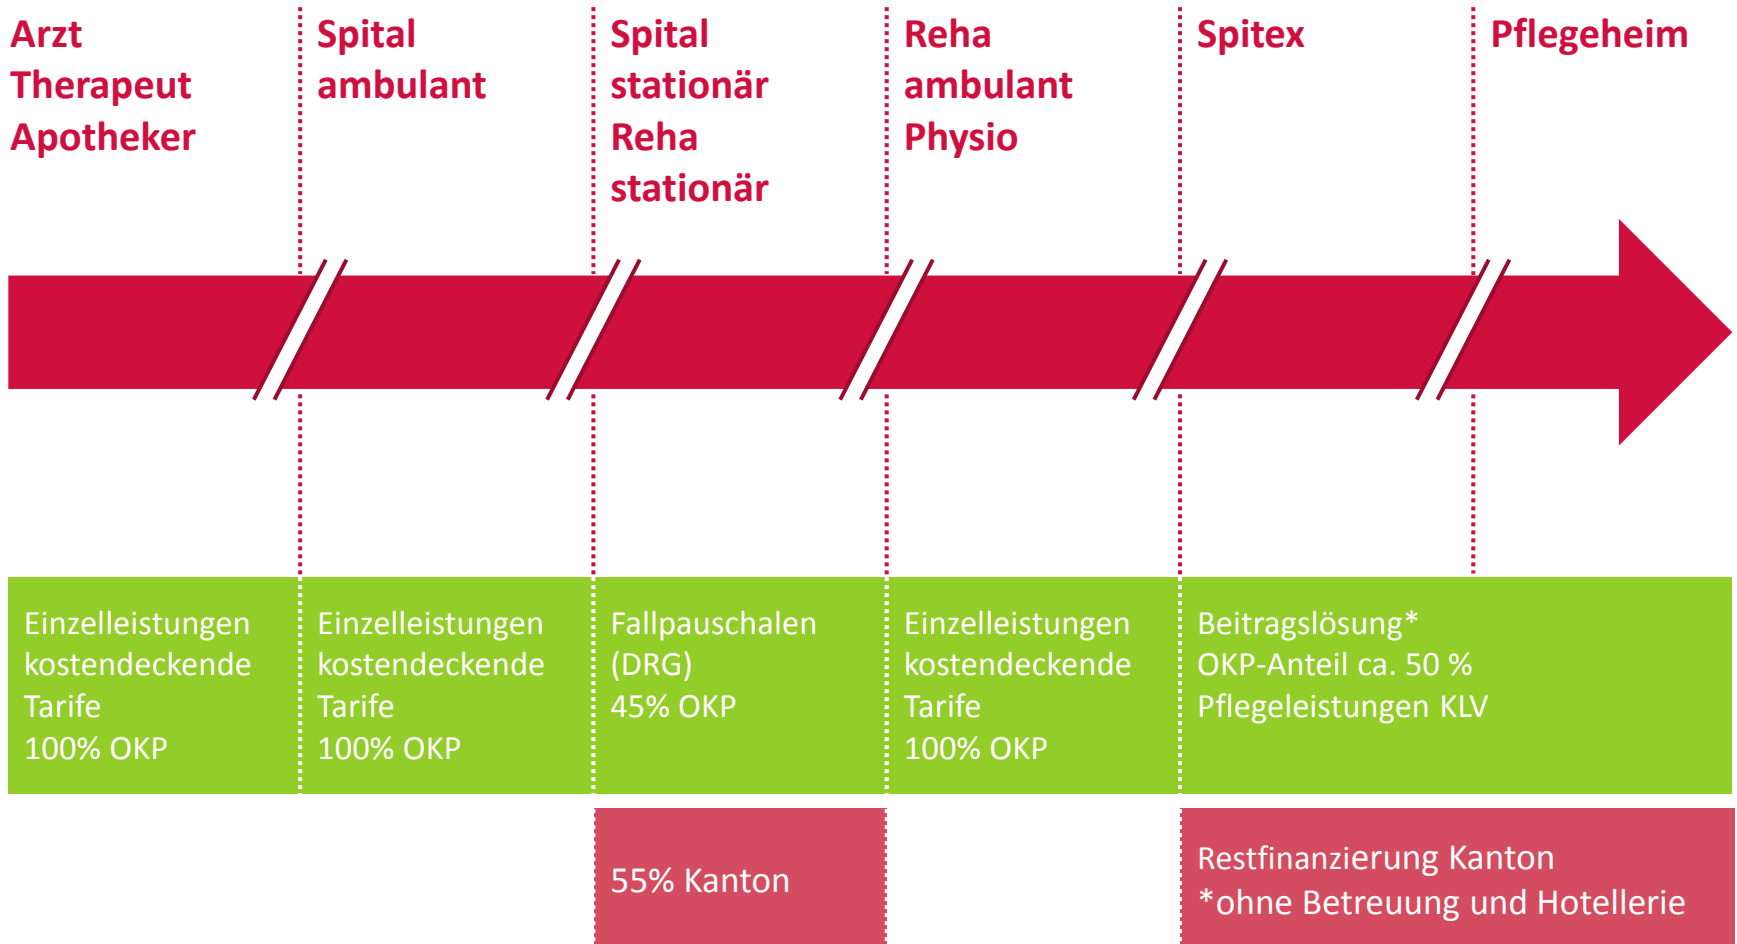 Arzt
Therapeut
Apotheker
Spital
ambulant
Spital
stationär
Reha
stationär
Reha
ambulant
Physio
Spitex
Pflegeheim
Einzelleistungen
kostendeckende
Tarife
100% OKP
Einzelleistungen
kostendeckende
Tarife
100% OKP
Fallpauschalen
(DRG)
45% OKP
Einzelleistungen
kostendeckende
Tarife
100% OKP
Beitragslösung*
OKP-Anteil ca. 50 %
Pflegeleistungen KLV
55% Kanton
Restfinanzierung Kanton
*ohne Betreuung und Hotellerie